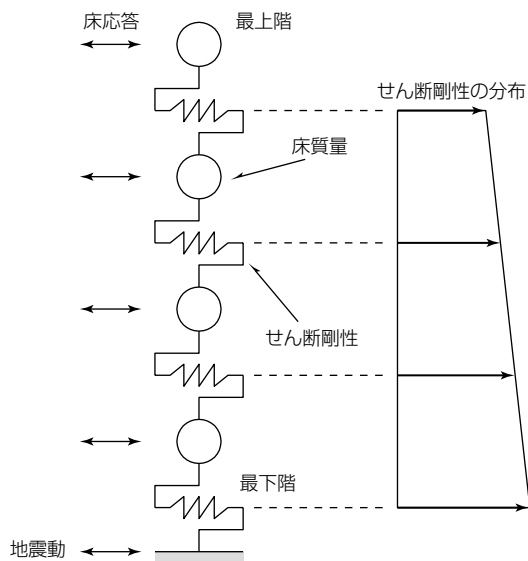 床応答
最上階
せん断剛性の分布
床質量
せん断剛性
最下階
地震動